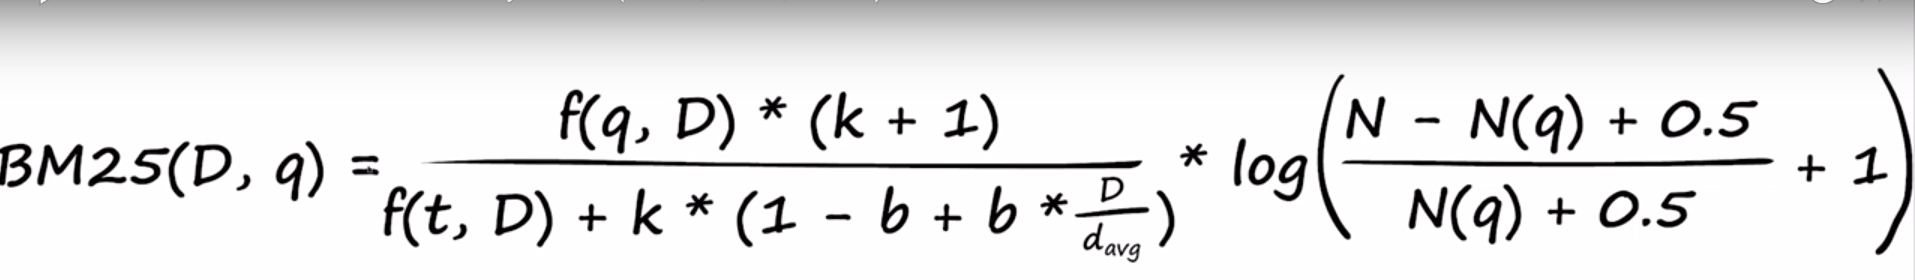 BM25(D, q) = f(q, D) * (k + 1) / f(t, D) + k * (1 - b + b * D / d_avg) * log( N - N(q) + 0.5 / N(q) + 0.5 + 1 )